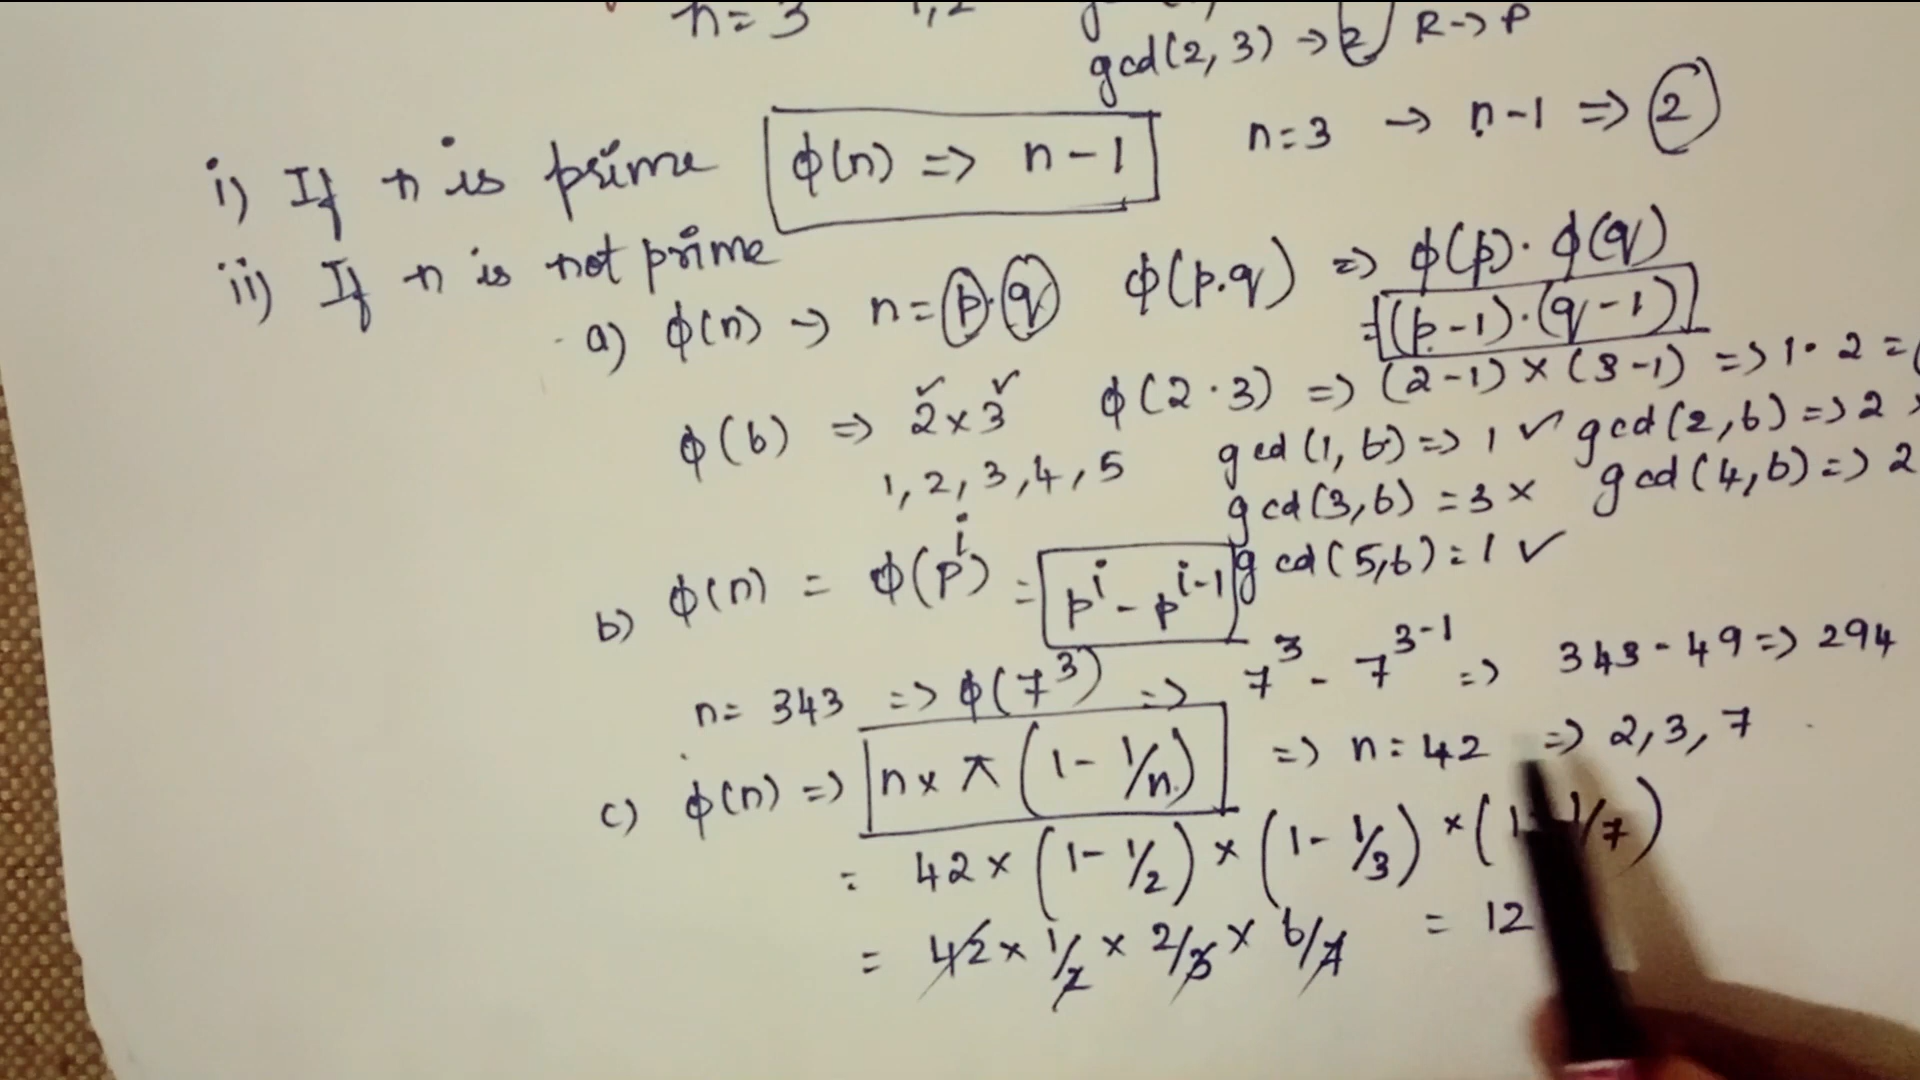 n = 3 1, 2
gcd(2, 3) → 2 R → P
i) If n is prime φ(n) => n - 1 n = 3 → n - 1 => 2
ii) If n is not prime
a) φ(n) → n = p · q φ(p.q) => φ(p) · φ(q)
= (p - 1) · (q - 1)
φ(6) => 2 x 3 φ(2 · 3) => (2 - 1) x (3 - 1) => 1 · 2 =
1, 2, 3, 4, 5 gcd(1, 6) => 1 ✓ gcd(2, 6) => 2
gcd(3, 6) = 3 x gcd(4, 6) => 2
gcd(5, 6) = 1 ✓
b) φ(n) = φ(p^i) = p^i - p^(i-1)
n = 343 => φ(7^3) => 7^3 - 7^(3-1) => 343 - 49 => 294
c) φ(n) => n x π (1 - 1/n) => n = 42 => 2, 3, 7
= 42 x (1 - 1/2) x (1 - 1/3) x (1 - 1/7)
= 42 x 1/2 x 2/3 x 6/7 = 12